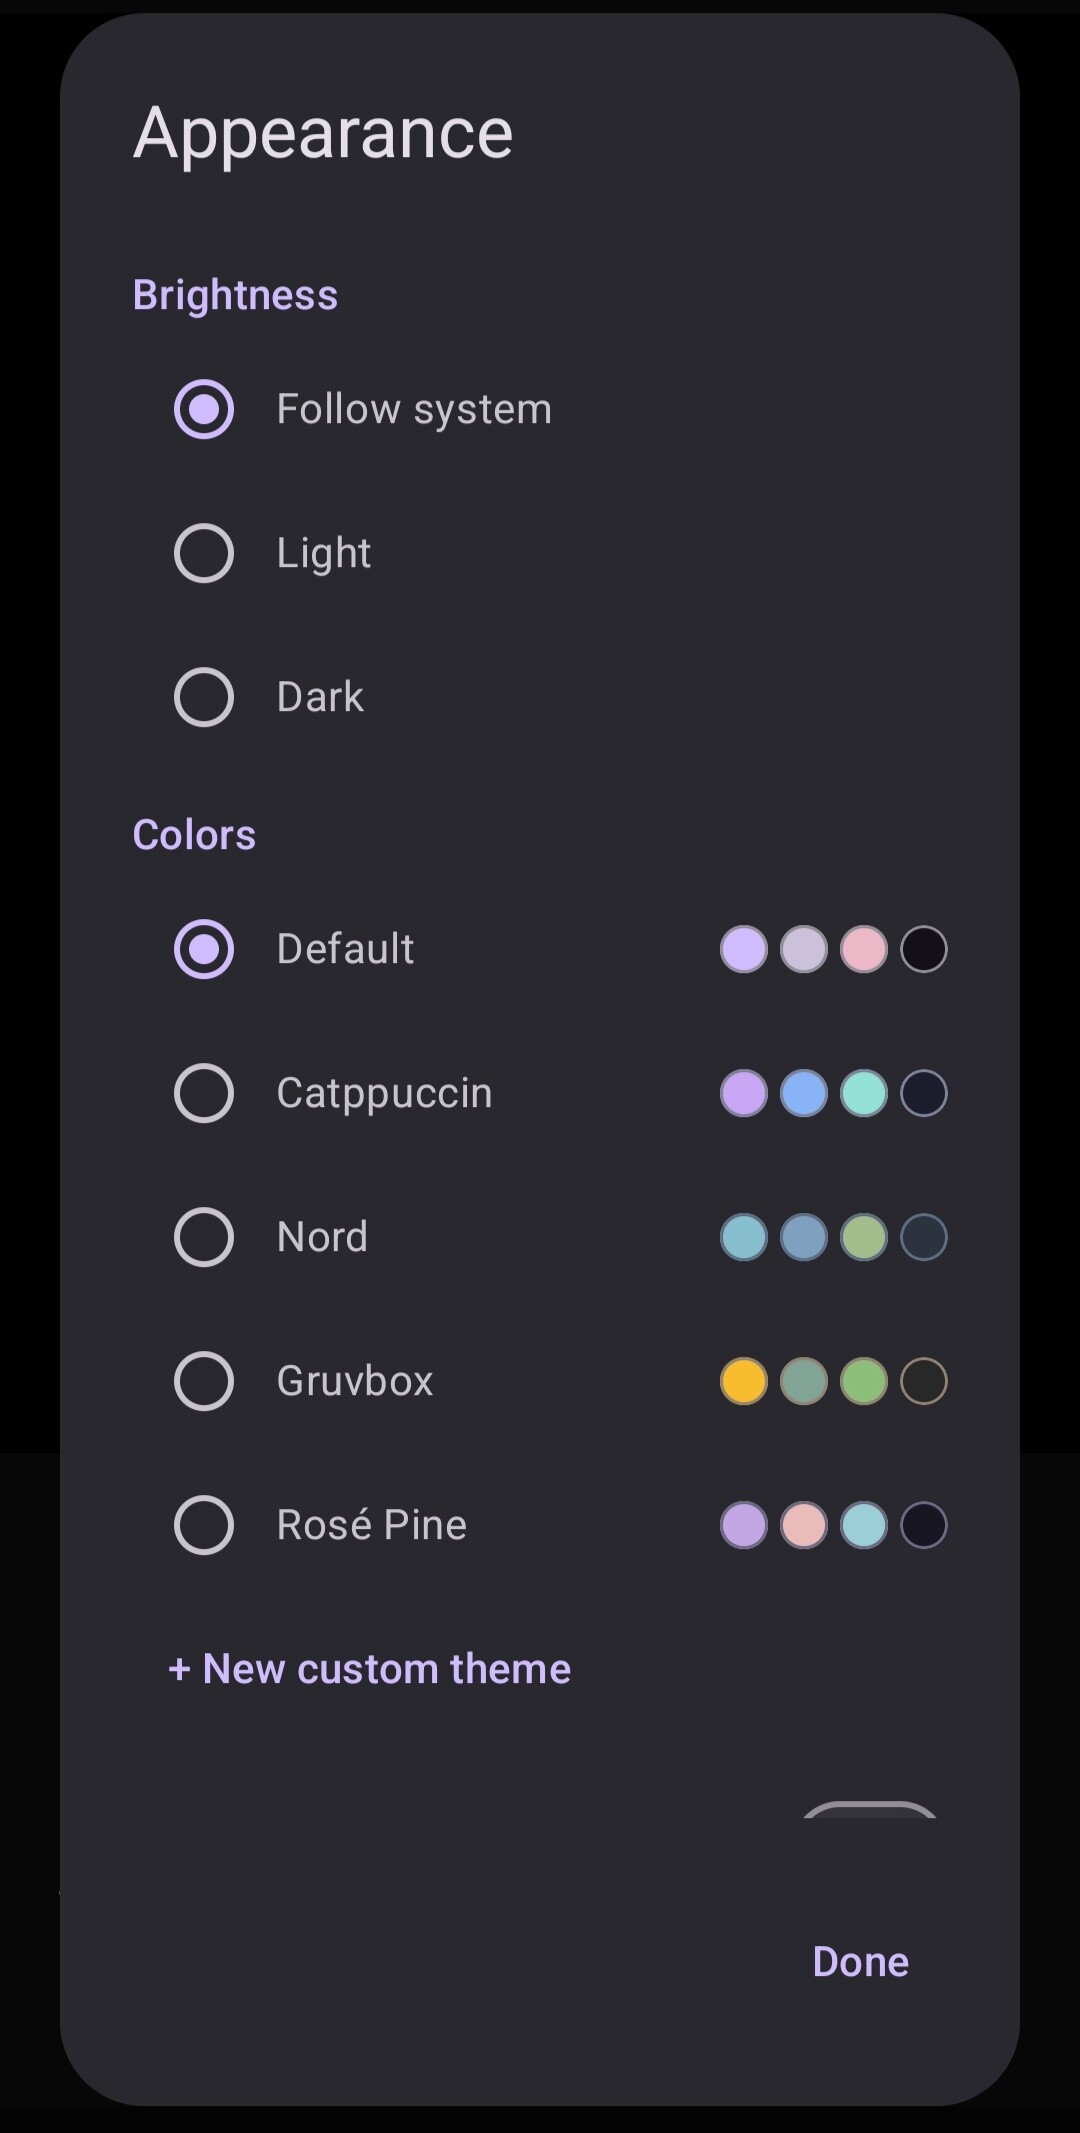 Appearance
Brightness
Follow system
Light
Dark
Colors
Default
Catppuccin
Nord
Gruvbox
Rosé Pine
+ New custom theme
Done